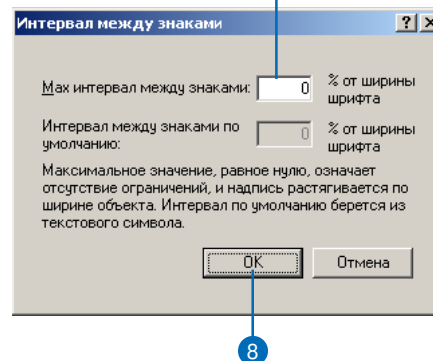 Интервал между знаками
? ×
Max интервал между знаками: 0 % от ширины
шрифта
Интервал между знаками по
умолчанию: 0 % от ширины
шрифта
Максимальное значение, равное нулю, означает
отсутствие ограничений, и надпись растягивается по
ширине объекта. Интервал по умолчанию берется из
текстового символа.
OK Отмена
8